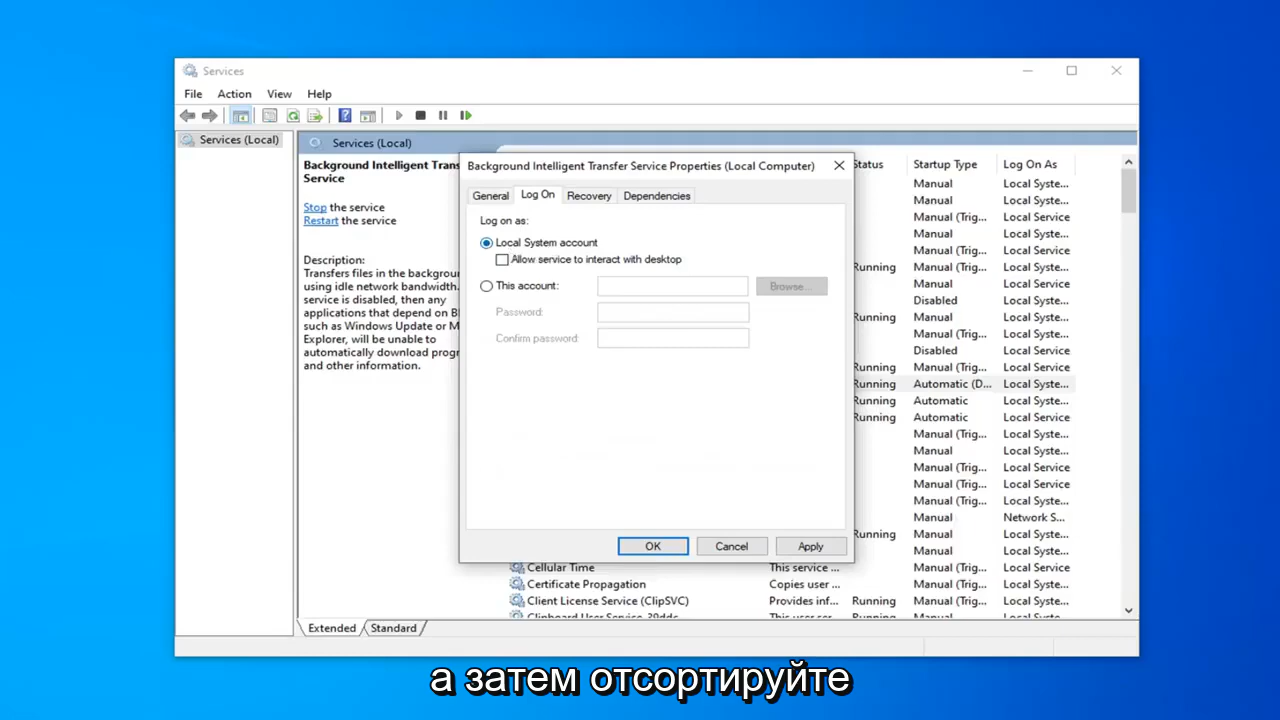 Services
File Action View Help
Services (Local)
Services (Local)
Background Intelligent Trans
Service
Stop the service
Restart the service
Description:
Transfers files in the backgrou
using idle network bandwidth.
service is disabled, then any
applications that depend on B
such as Windows Update or M
Explorer, will be unable to
automatically download progr
and other information.
Background Intelligent Transfer Service Properties (Local Computer)
General Log On Recovery Dependencies
Log on as:
Local System account
Allow service to interact with desktop
This account:
Browse...
Password:
Confirm password:
OK Cancel Apply
Status Startup Type Log On As
Manual Local Syste...
Manual Local Syste...
Manual (Trig... Local Service
Manual Local Syste...
Manual (Trig... Local Service
Running Manual (Trig... Local Syste...
Manual Local Syste...
Disabled Local Syste...
Running Manual Local Syste...
Manual (Trig... Local Syste...
Disabled Local Service
Running Manual (Trig... Local Service
Running Automatic (D... Local Syste...
Running Automatic Local Syste...
Running Automatic Local Service
Manual (Trig... Local Syste...
Manual Local Syste...
Manual (Trig... Local Service
Manual (Trig... Local Syste...
Manual (Trig... Local Syste...
Manual Network S...
Running Manual (Trig... Local Syste...
Manual Local Syste...
Cellular Time This service ... Manual (Trig... Local Service
Certificate Propagation Copies user ... Manual (Trig... Local Syste...
Client License Service (ClipSVC) Provides inf... Running Manual (Trig... Local Syste...
Extended Standard
а затем отсортируйте